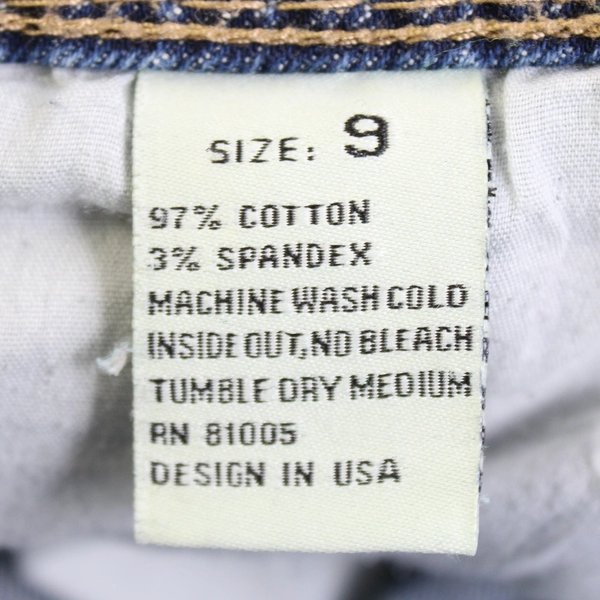 SIZE: 9
97% COTTON
3% SPANDEX
MACHINE WASH COLD
INSIDE OUT, NO BLEACH
TUMBLE DRY MEDIUM
RN 81005
DESIGN IN USA